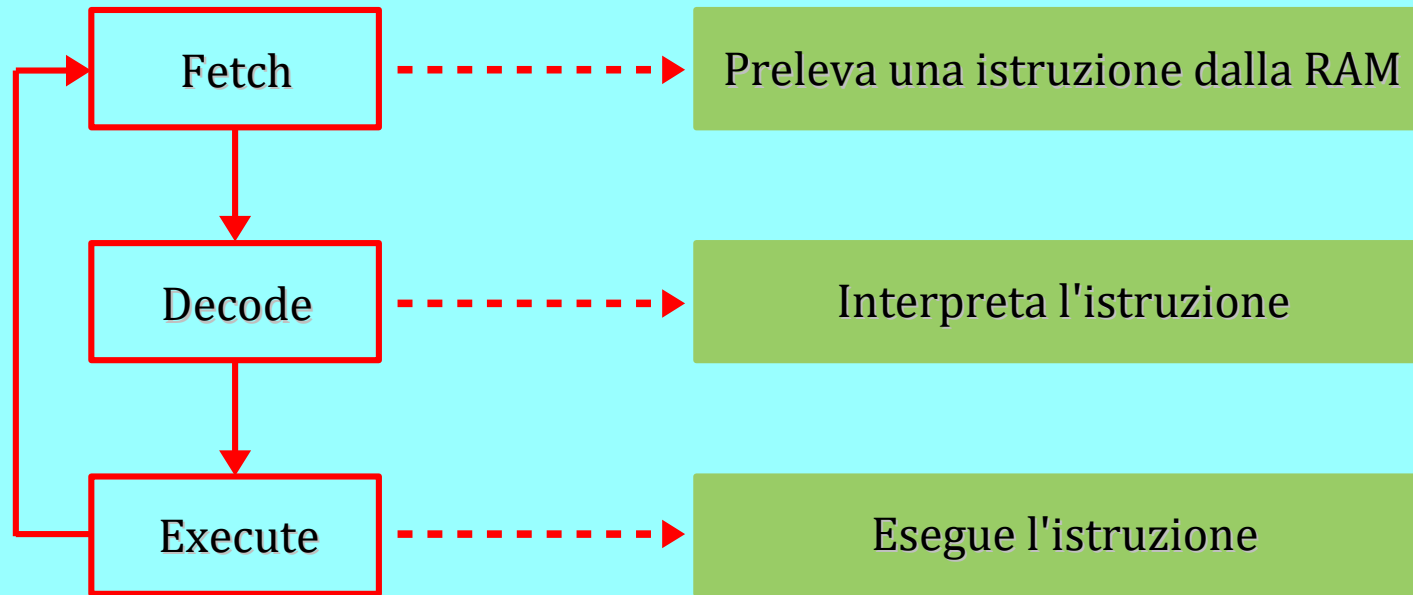 Fetch
Preleva una istruzione dalla RAM
Decode
Interpreta l'istruzione
Execute
Esegue l'istruzione